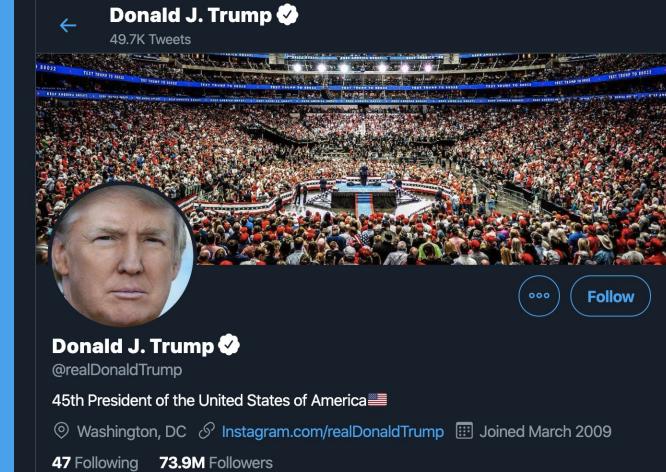 Donald J. Trump
49.7K Tweets
Donald J. Trump
@realDonaldTrump
45th President of the United States of America🇺🇸
Washington, DC Instagram.com/realDonaldTrump Joined March 2009
47 Following 73.9M Followers
Follow